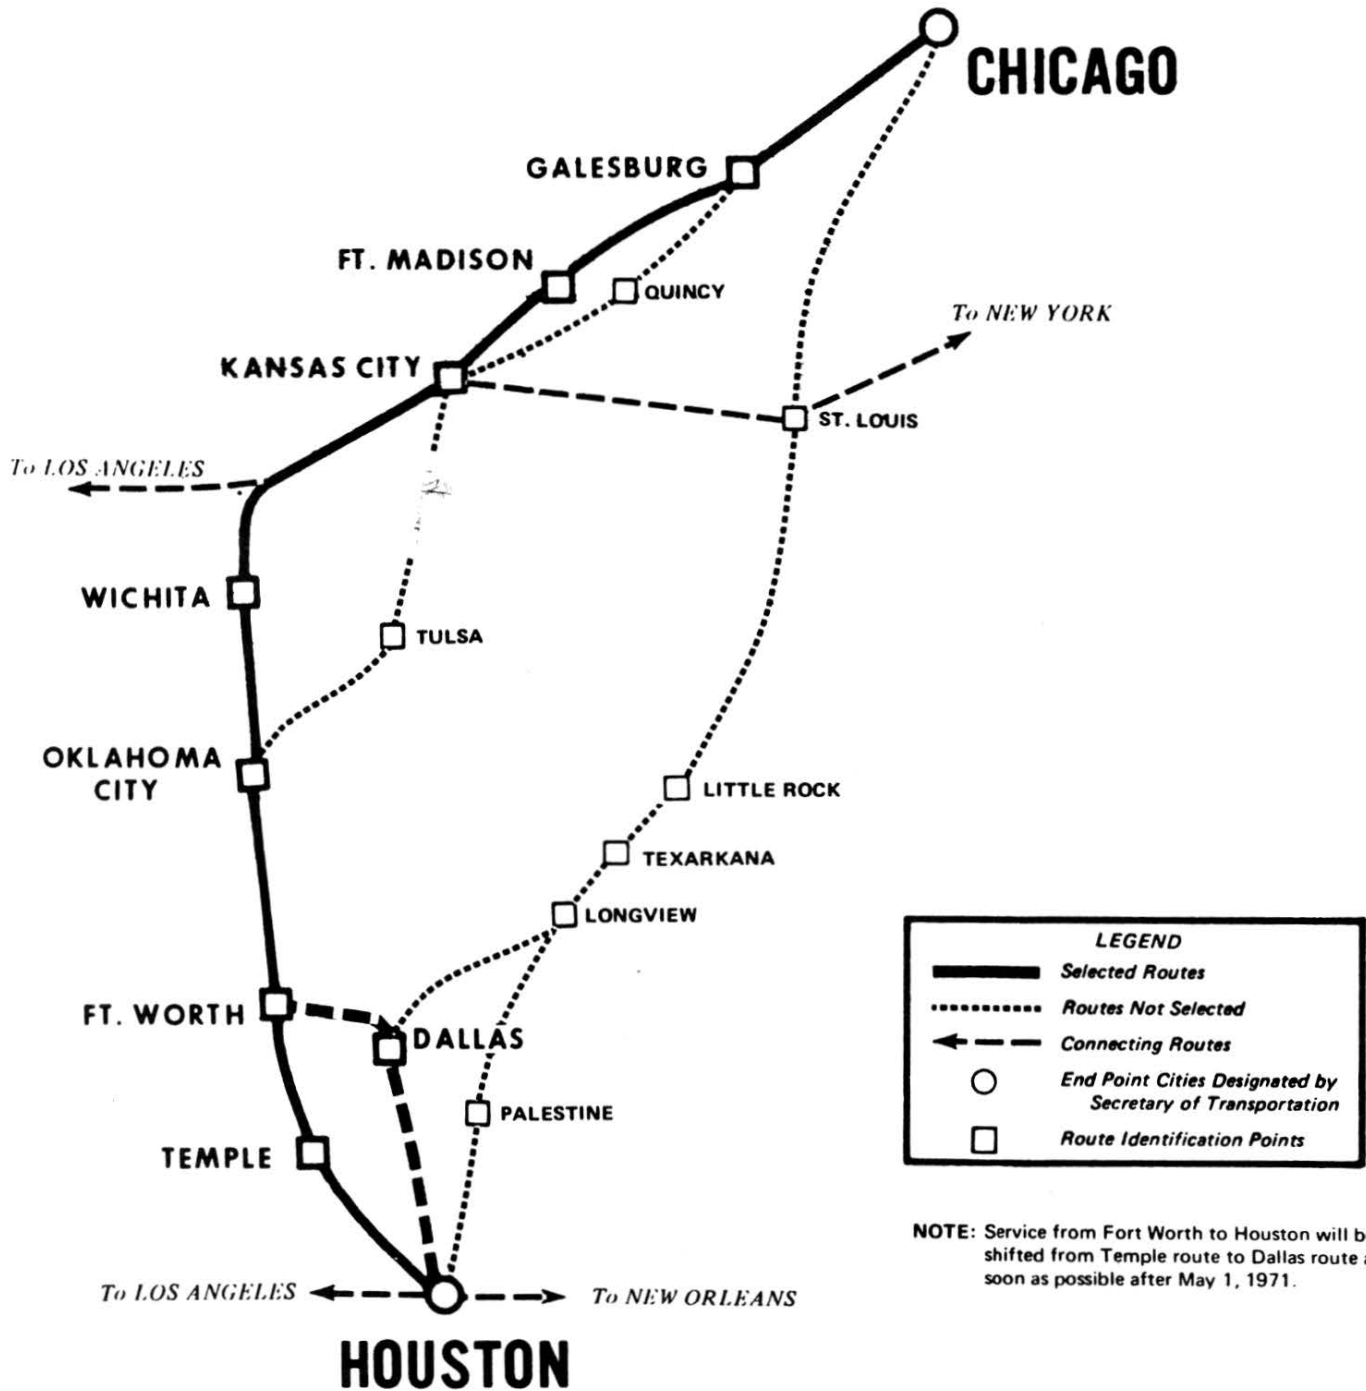 CHICAGO
GALESBURG
FT. MADISON
QUINCY
To NEW YORK
KANSAS CITY
ST. LOUIS
To LOS ANGELES
WICHITA
TULSA
OKLAHOMA
CITY
LITTLE ROCK
TEXARKANA
LONGVIEW
FT. WORTH
DALLAS
PALESTINE
TEMPLE
To LOS ANGELES
To NEW ORLEANS
HOUSTON
LEGEND
Selected Routes
Routes Not Selected
Connecting Routes
End Point Cities Designated by
Secretary of Transportation
Route Identification Points
NOTE: Service from Fort Worth to Houston will b
shifted from Temple route to Dallas route a
soon as possible after May 1, 1971.